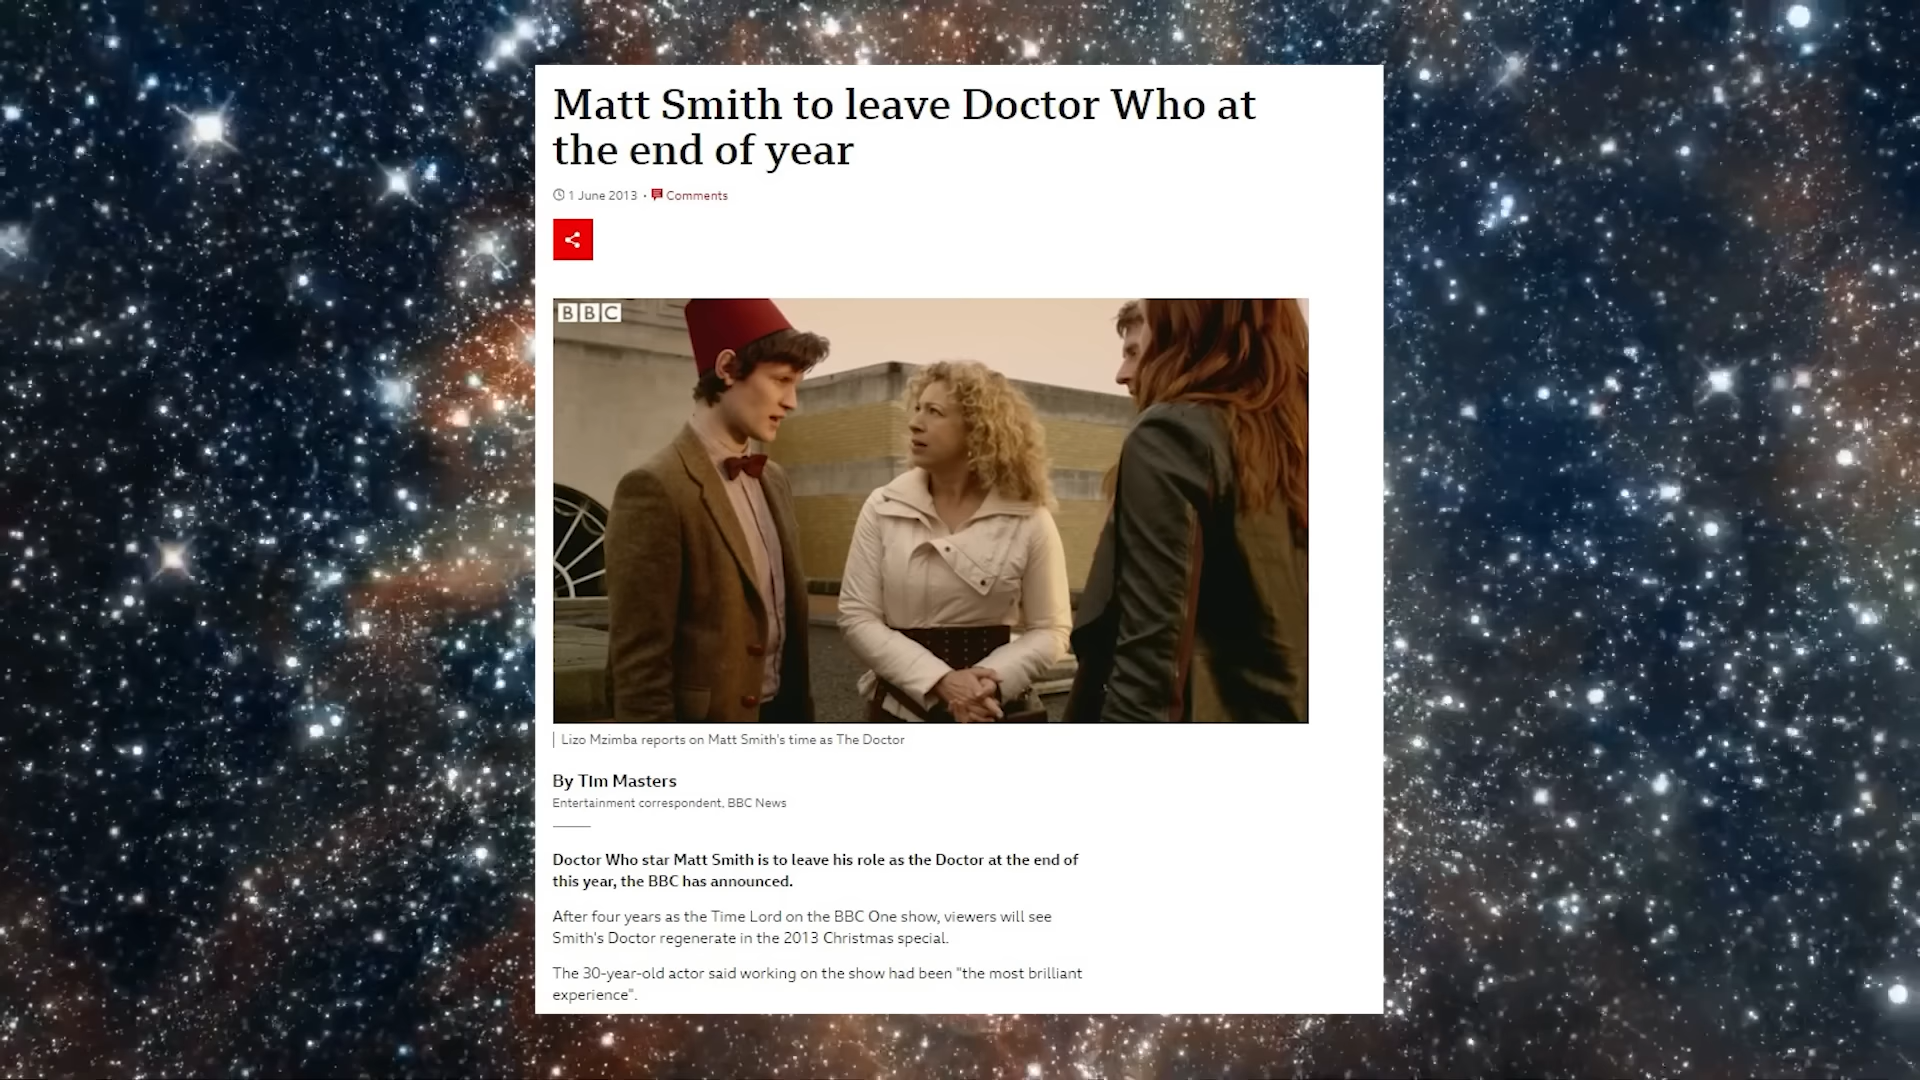 Matt Smith to leave Doctor Who at
the end of year
1 June 2013 · Comments
BBC
Lizo Mzimba reports on Matt Smith's time as The Doctor
By TIm Masters
Entertainment correspondent, BBC News
Doctor Who star Matt Smith is to leave his role as the Doctor at the end of
this year, the BBC has announced.
After four years as the Time Lord on the BBC One show, viewers will see
Smith's Doctor regenerate in the 2013 Christmas special.
The 30-year-old actor said working on the show had been "the most brilliant
experience".